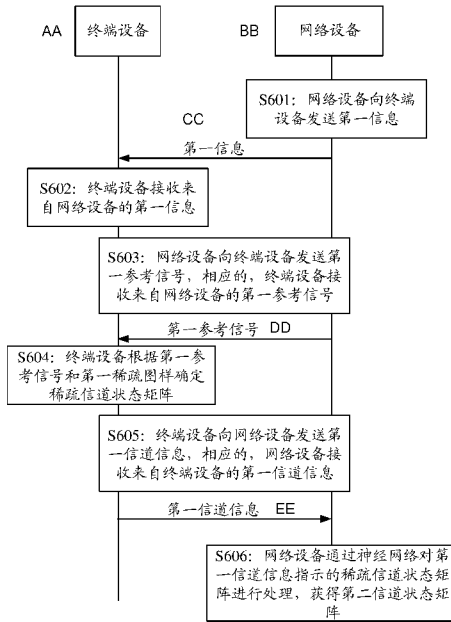 AA 终端设备 BB 网络设备
S601：网络设备向终端
设备发送第一信息
CC
第一信息
S602：终端设备接收来
自网络设备的第一信息
S603：网络设备向终端设备发送第
一参考信号，相应的，终端设备接
收来自网络设备的第一参考信号
第一参考信号 DD
S604：终端设备根据第一参
考信号和第一稀疏图样确定
稀疏信道状态矩阵
S605：终端设备向网络设备发送第
一信道信息，相应的，网络设备接
收来自终端设备的第一信道信息
第一信道信息 EE
S606：网络设备通过神经网络对第
一信道信息指示的稀疏信道状态矩
阵进行处理，获得第二信道状态矩
阵